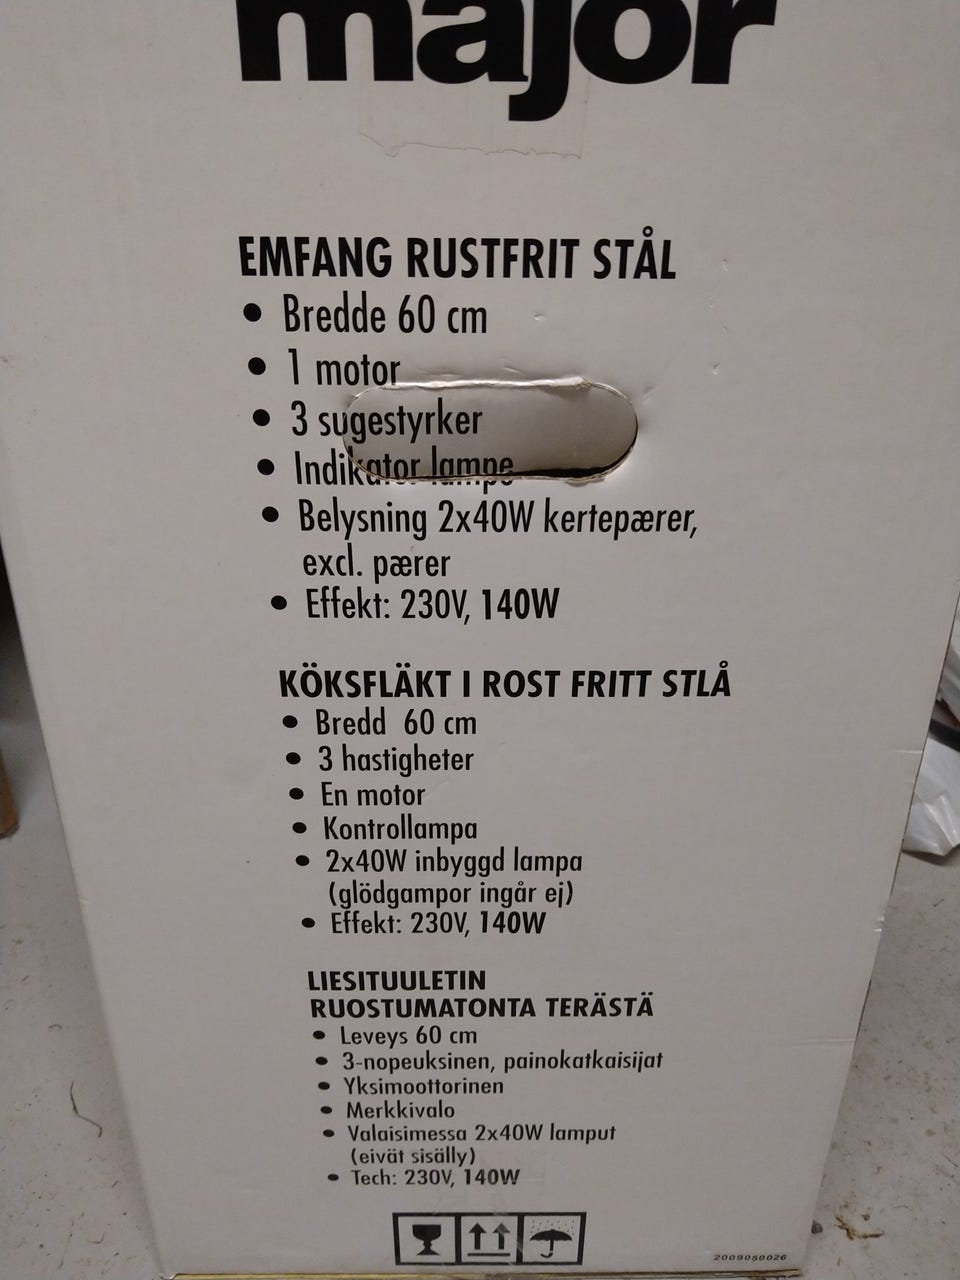 major
EMFANG RUSTFRIT STÅL
• Bredde 60 cm
• 1 motor
• 3 sugestyrker
• Indikator lampe
• Belysning 2x40W kertepærer,
excl. pærer
• Effekt: 230V, 140W
KÖKSFLÄKT I ROST FRITT STLÅ
• Bredd 60 cm
• 3 hastigheter
• En motor
• Kontrollampa
• 2x40W inbyggd lampa
(glödgampor ingår ej)
• Effekt: 230V, 140W
LIESITUULETIN
RUOSTUMATONTA TERÄSTÄ
• Leveys 60 cm
• 3-nopeuksinen, painokatkaisijat
• Yksimoottorinen
• Merkkivalo
• Valaisimessa 2x40W lamput
(eivät sisälly)
• Tech: 230V, 140W
2009050026